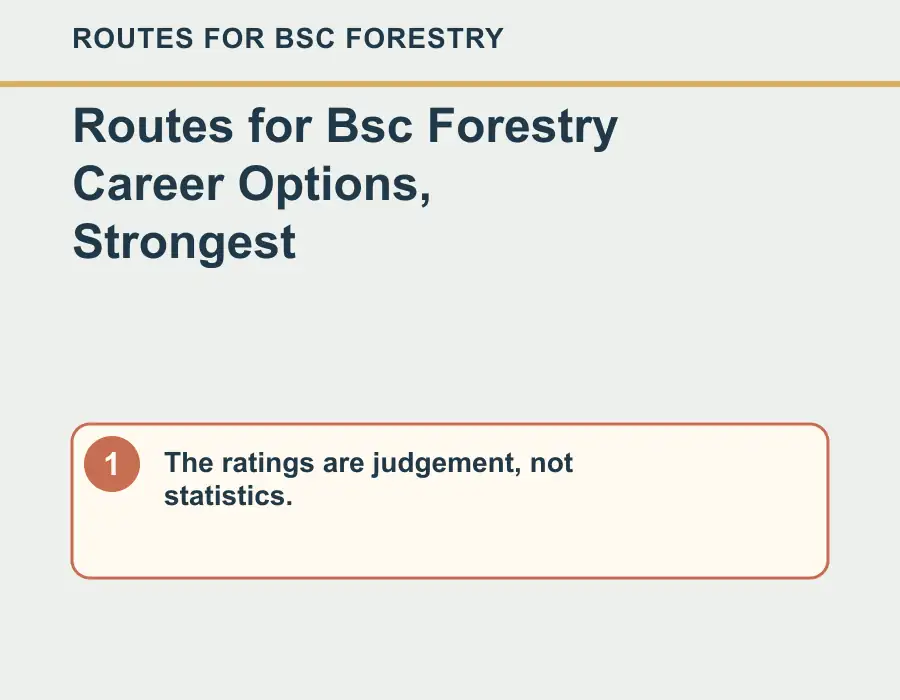 ROUTES FOR BSC FORESTRY
Routes for Bsc Forestry
Career Options,
Strongest
1
The ratings are judgement, not
statistics.